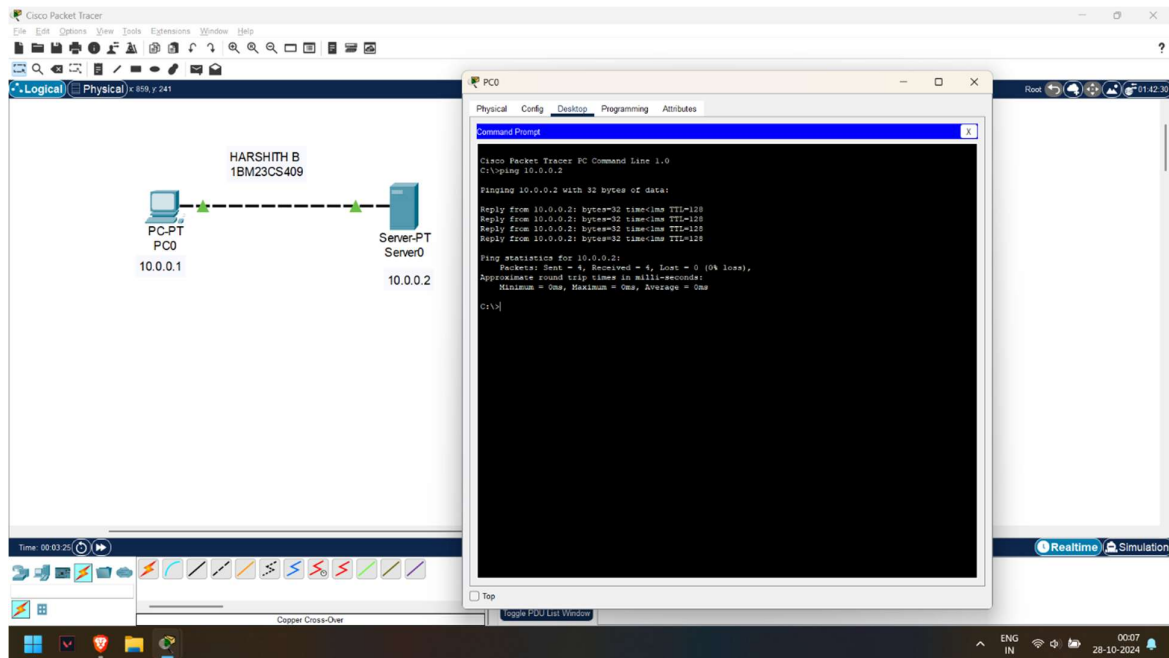 Cisco Packet Tracer
File Edit Options View Tools Extensions Window Help
?
Logical Physical x: 859, y: 241
Root 01:42:30
HARSHITH B
1BM23CS409
PC-PT
PC0
10.0.0.1
Server-PT
Server0
10.0.0.2
PC0
Physical Config Desktop Programming Attributes
Command Prompt
X
Cisco Packet Tracer PC Command Line 1.0
C:\>ping 10.0.0.2
Pinging 10.0.0.2 with 32 bytes of data:
Reply from 10.0.0.2: bytes=32 time<1ms TTL=128
Reply from 10.0.0.2: bytes=32 time<1ms TTL=128
Reply from 10.0.0.2: bytes=32 time<1ms TTL=128
Reply from 10.0.0.2: bytes=32 time<1ms TTL=128
Ping statistics for 10.0.0.2:
Packets: Sent = 4, Received = 4, Lost = 0 (0% loss),
Approximate round trip times in milli-seconds:
Minimum = 0ms, Maximum = 0ms, Average = 0ms
C:\>
Top
Time: 00:03:25
Realtime Simulation
Copper Cross-Over
Toggle PDU List Window
ENG
IN
00:07
28-10-2024